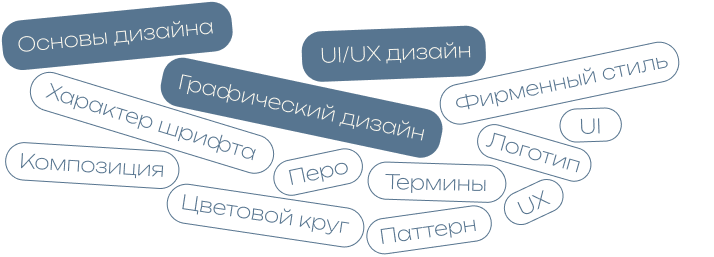 Основы дизайна
UI/UX дизайн
Графический дизайн
Фирменный стиль
Характер шрифта
UI
Логотип
Композиция
Перо
Термины
UX
Цветовой круг
Паттерн